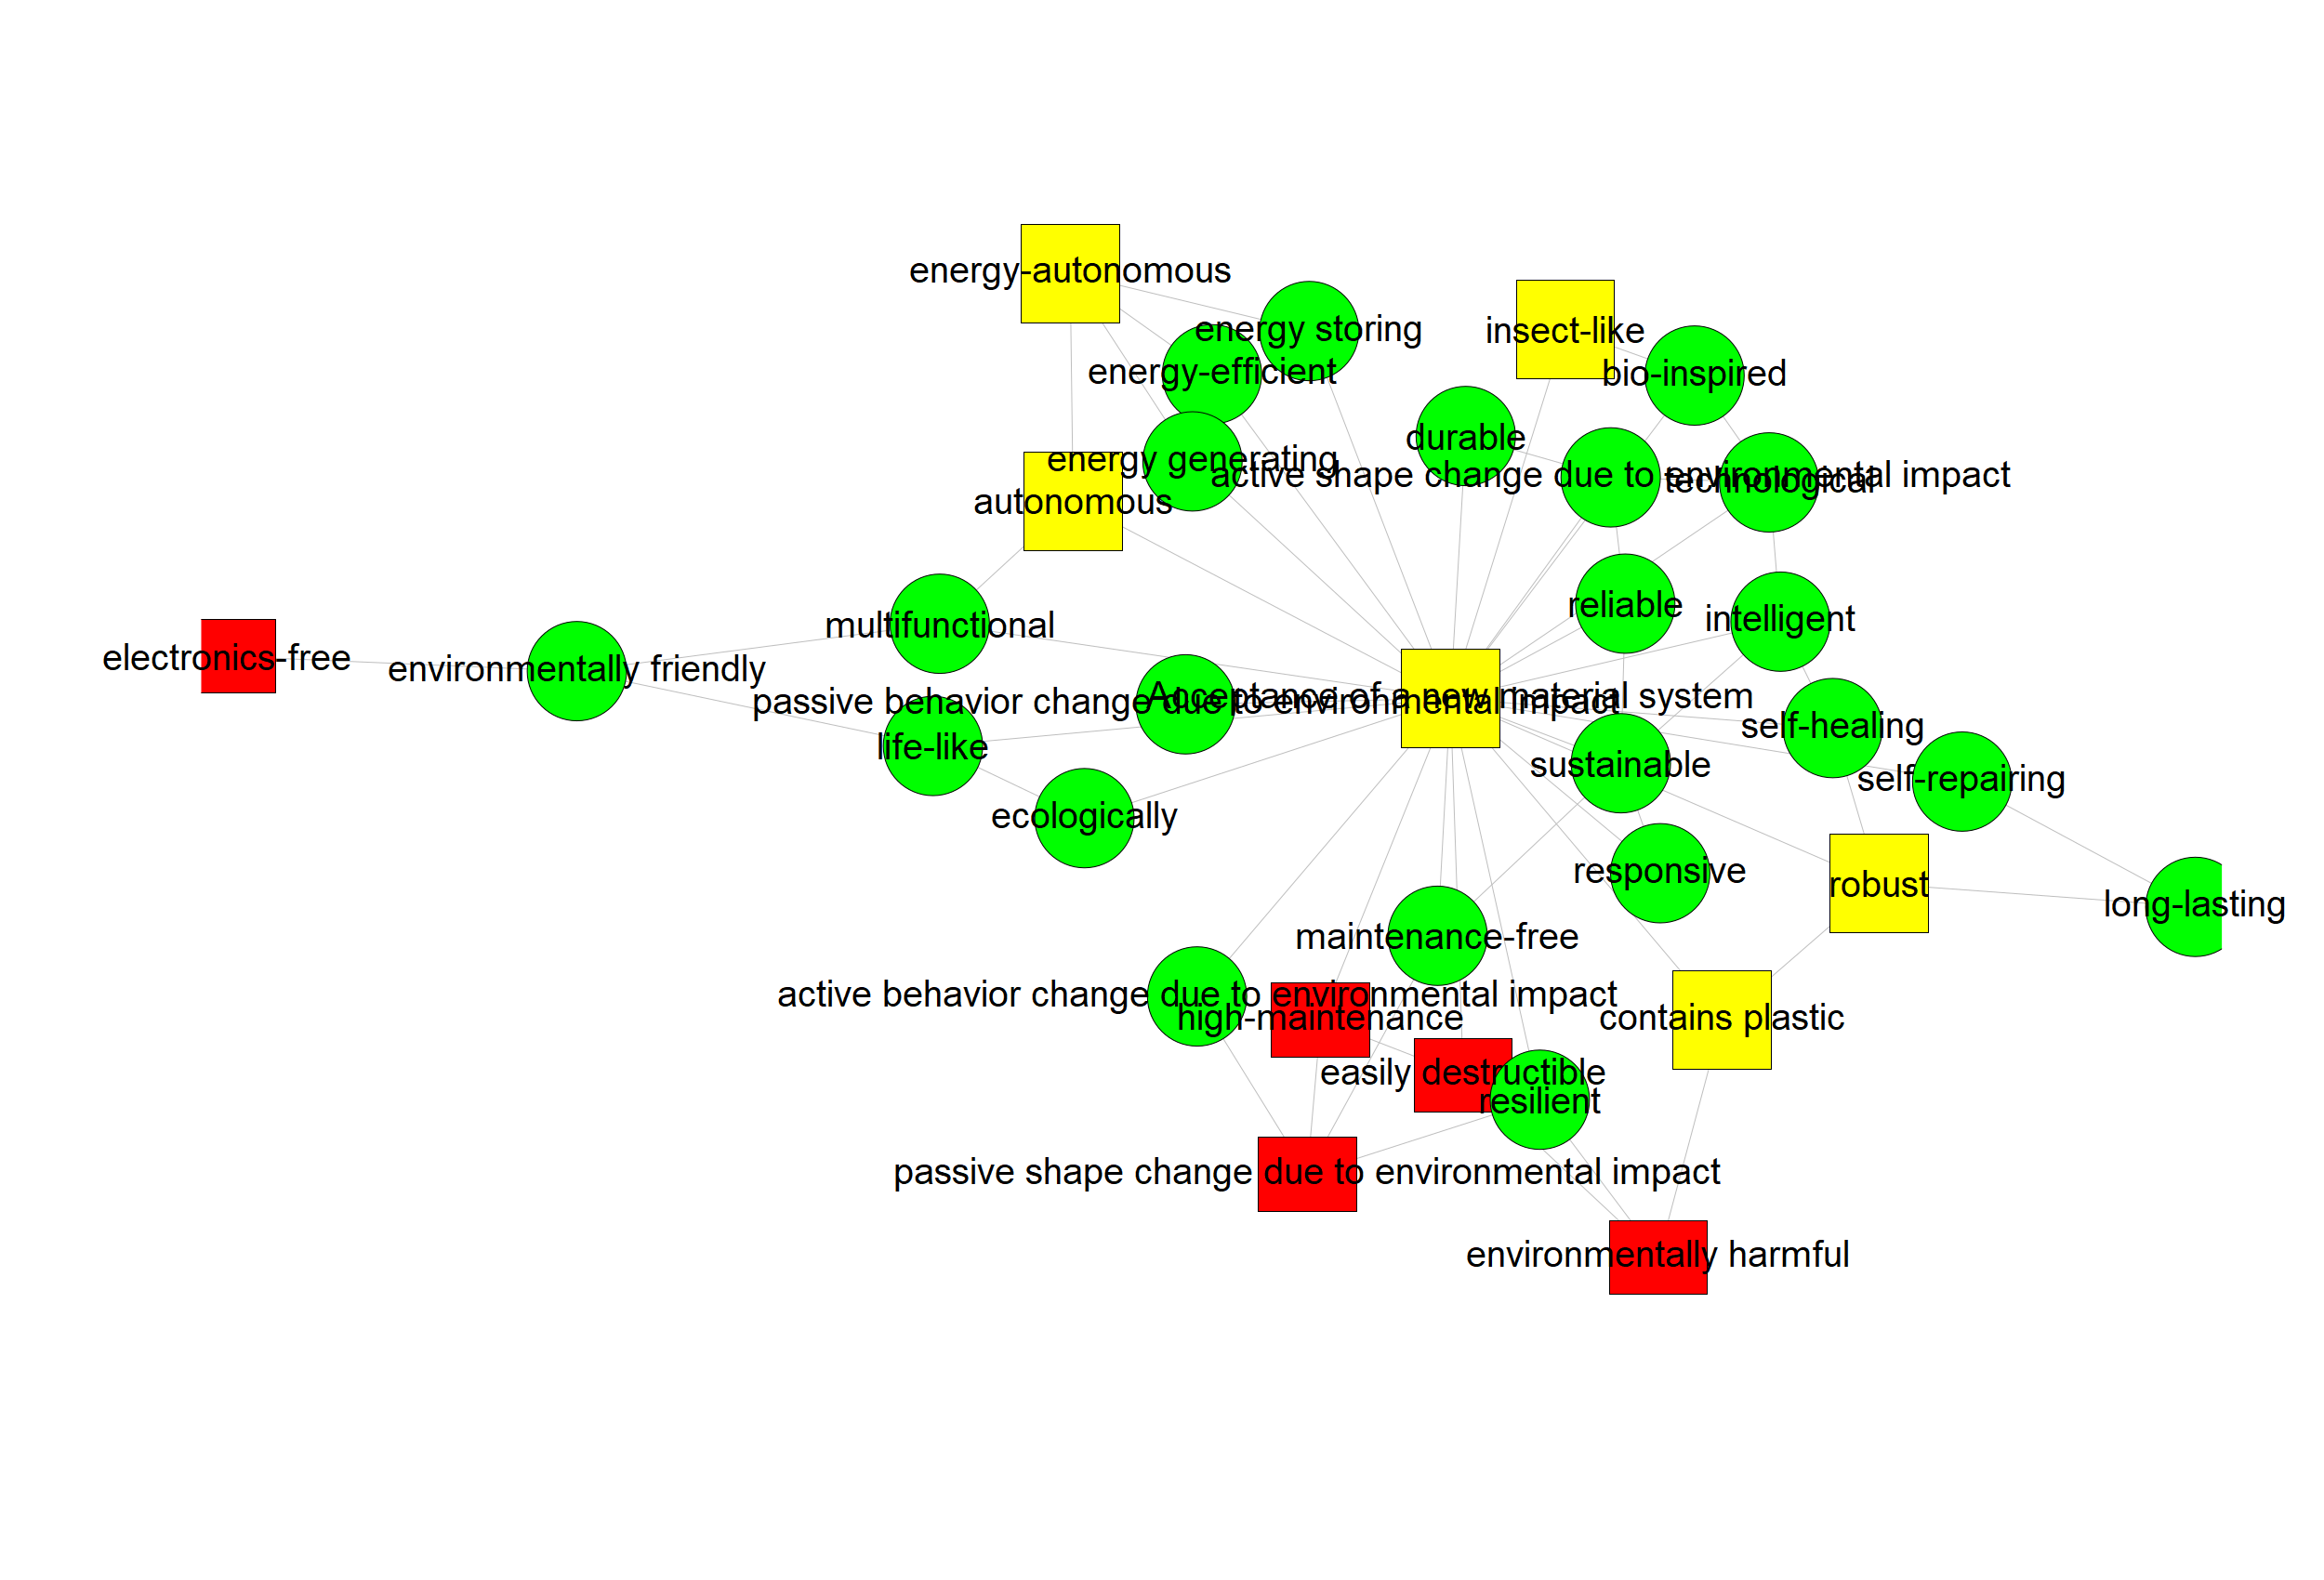 energy-autonomous
energy storing
insect-like
energy-efficient
bio-inspired
durable
energy generating
active shape change due to environmental impact
technological
autonomous
reliable
intelligent
multifunctional
electronics-free
environmentally friendly
Acceptance of a new material system
passive behavior change due to environmental impact
self-healing
life-like
sustainable
self-repairing
ecologically
responsive
robust
long-lasting
maintenance-free
active behavior change due to environmental impact
high-maintenance
contains plastic
easily destructible
resilient
passive shape change due to environmental impact
environmentally harmful